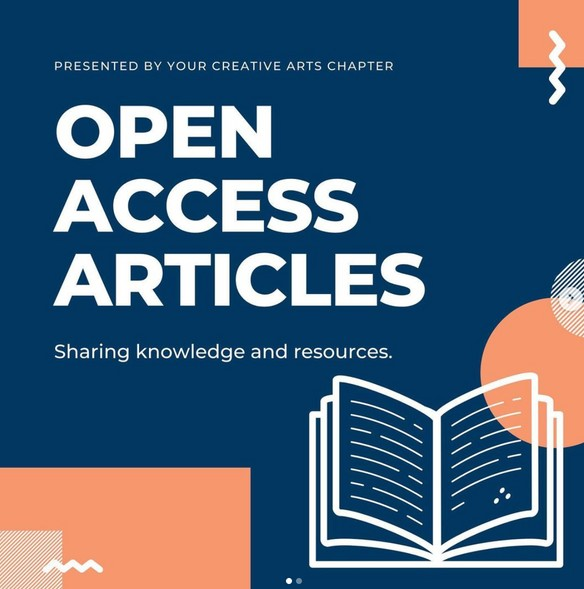 PRESENTED BY YOUR CREATIVE ARTS CHAPTER
OPEN
ACCESS
ARTICLES
Sharing knowledge and resources.